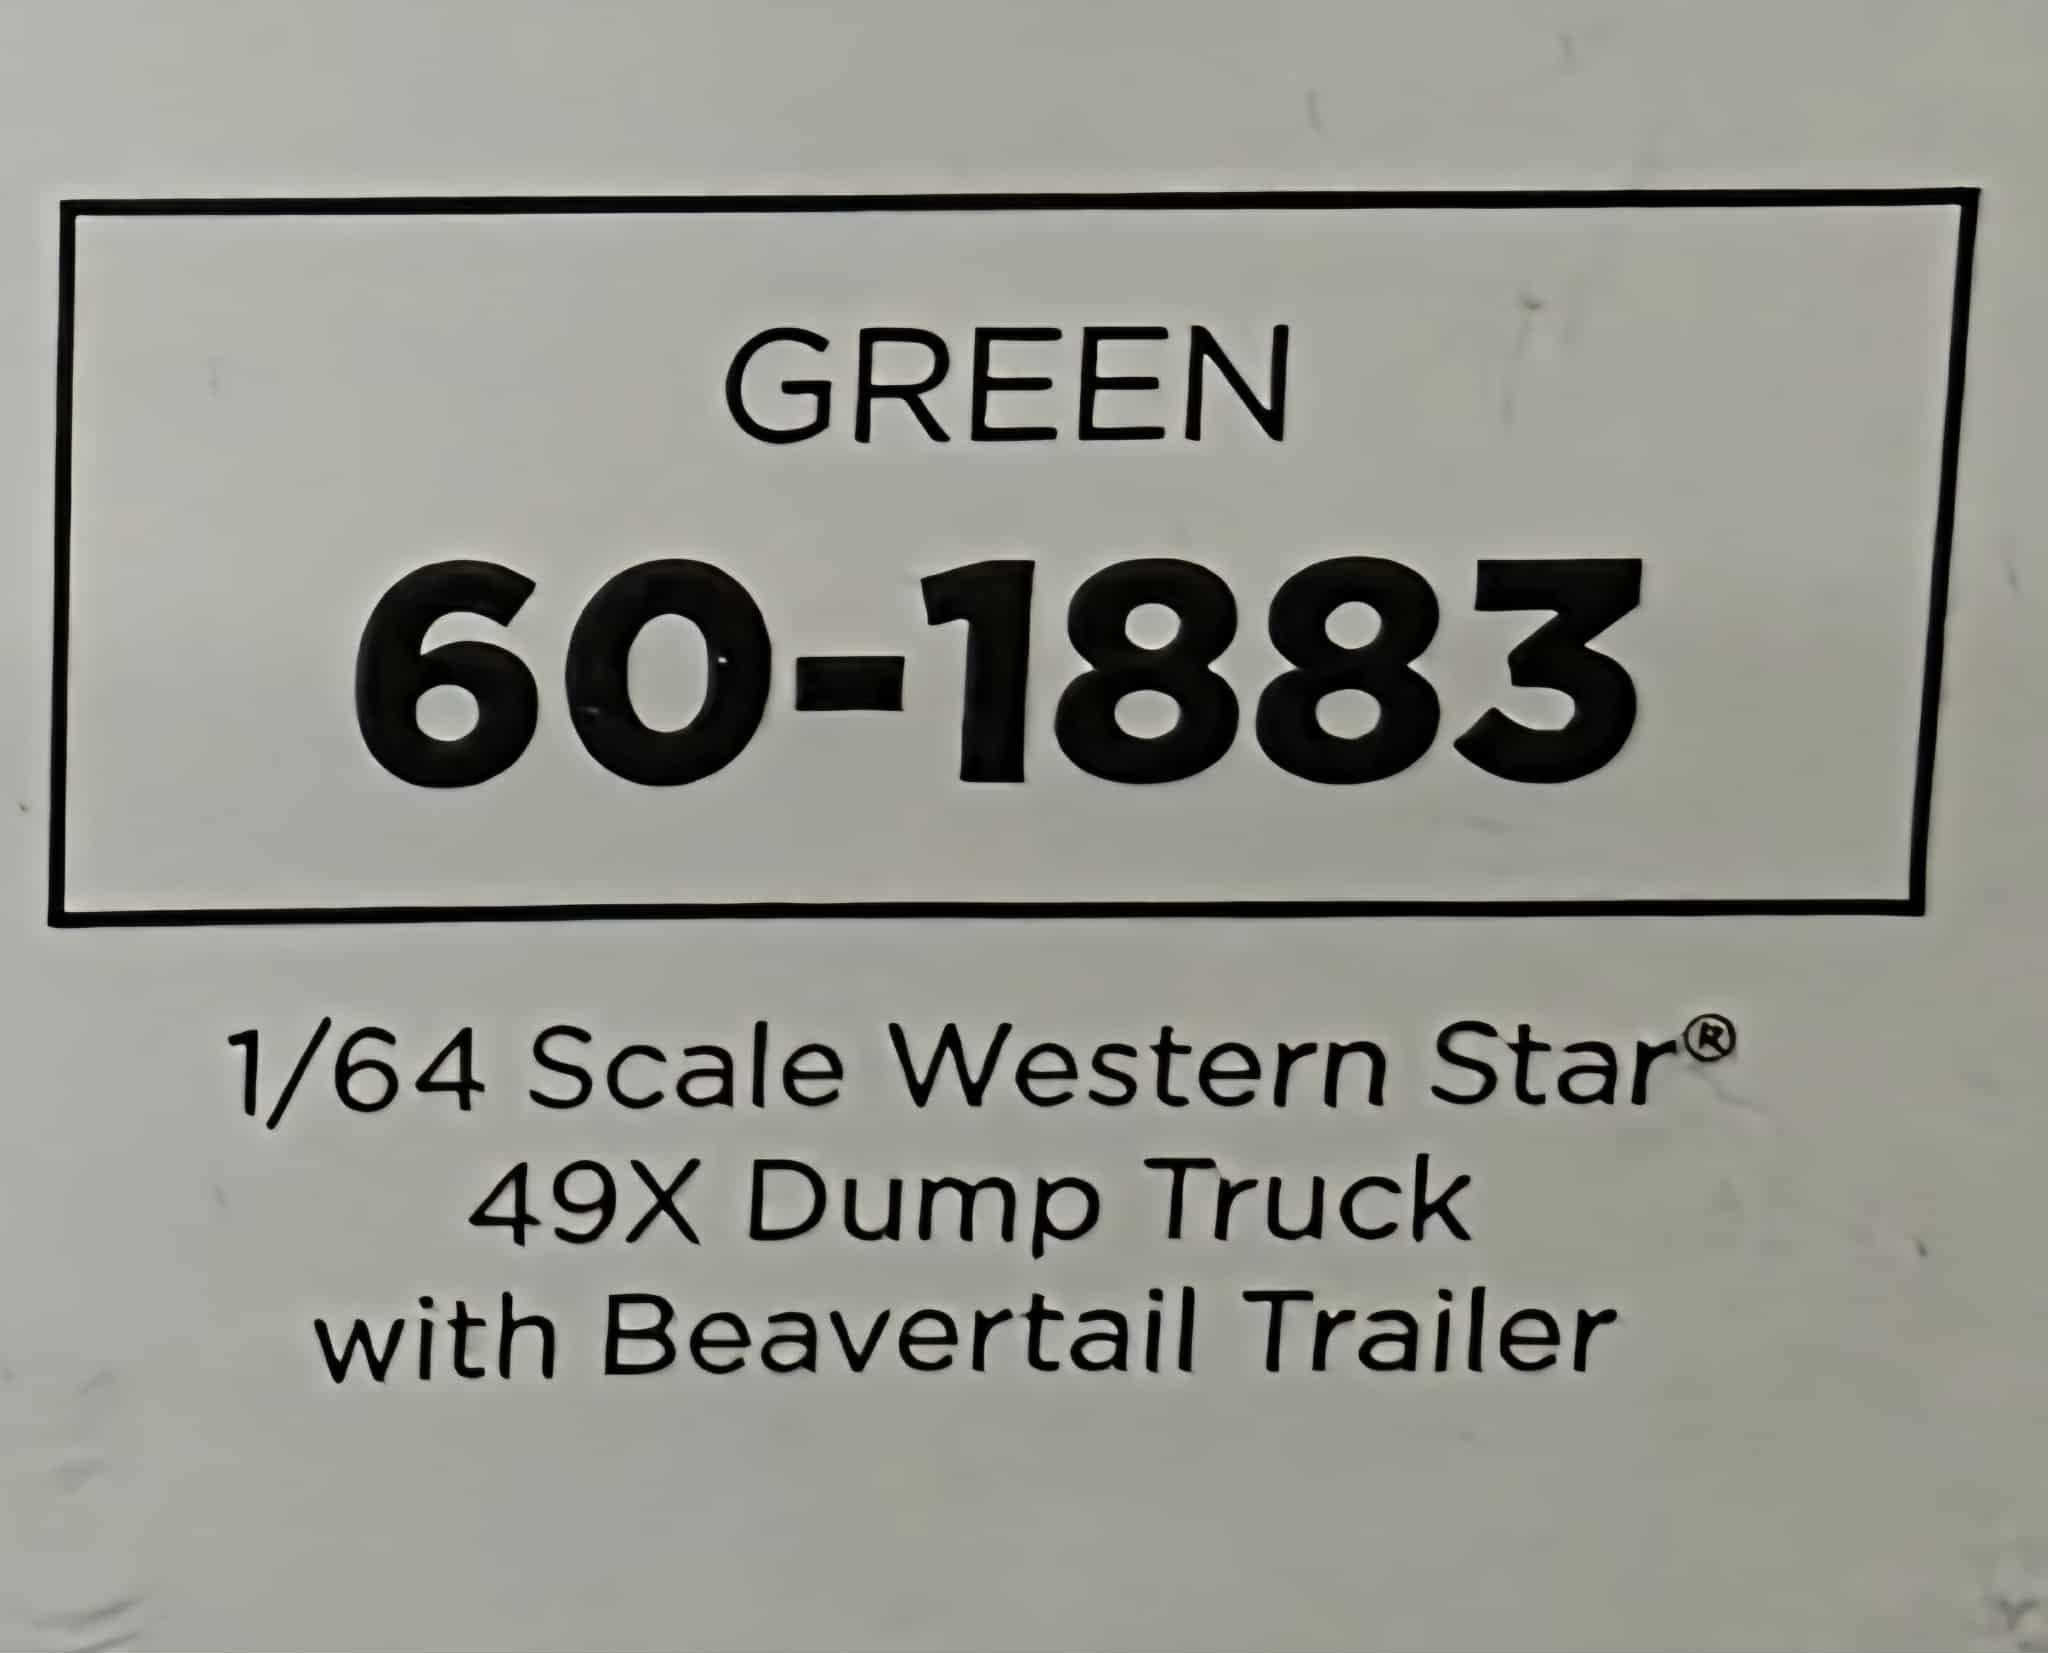 GREEN
60-1883
1/64 Scale Western Star®
49X Dump Truck
with Beavertail Trailer